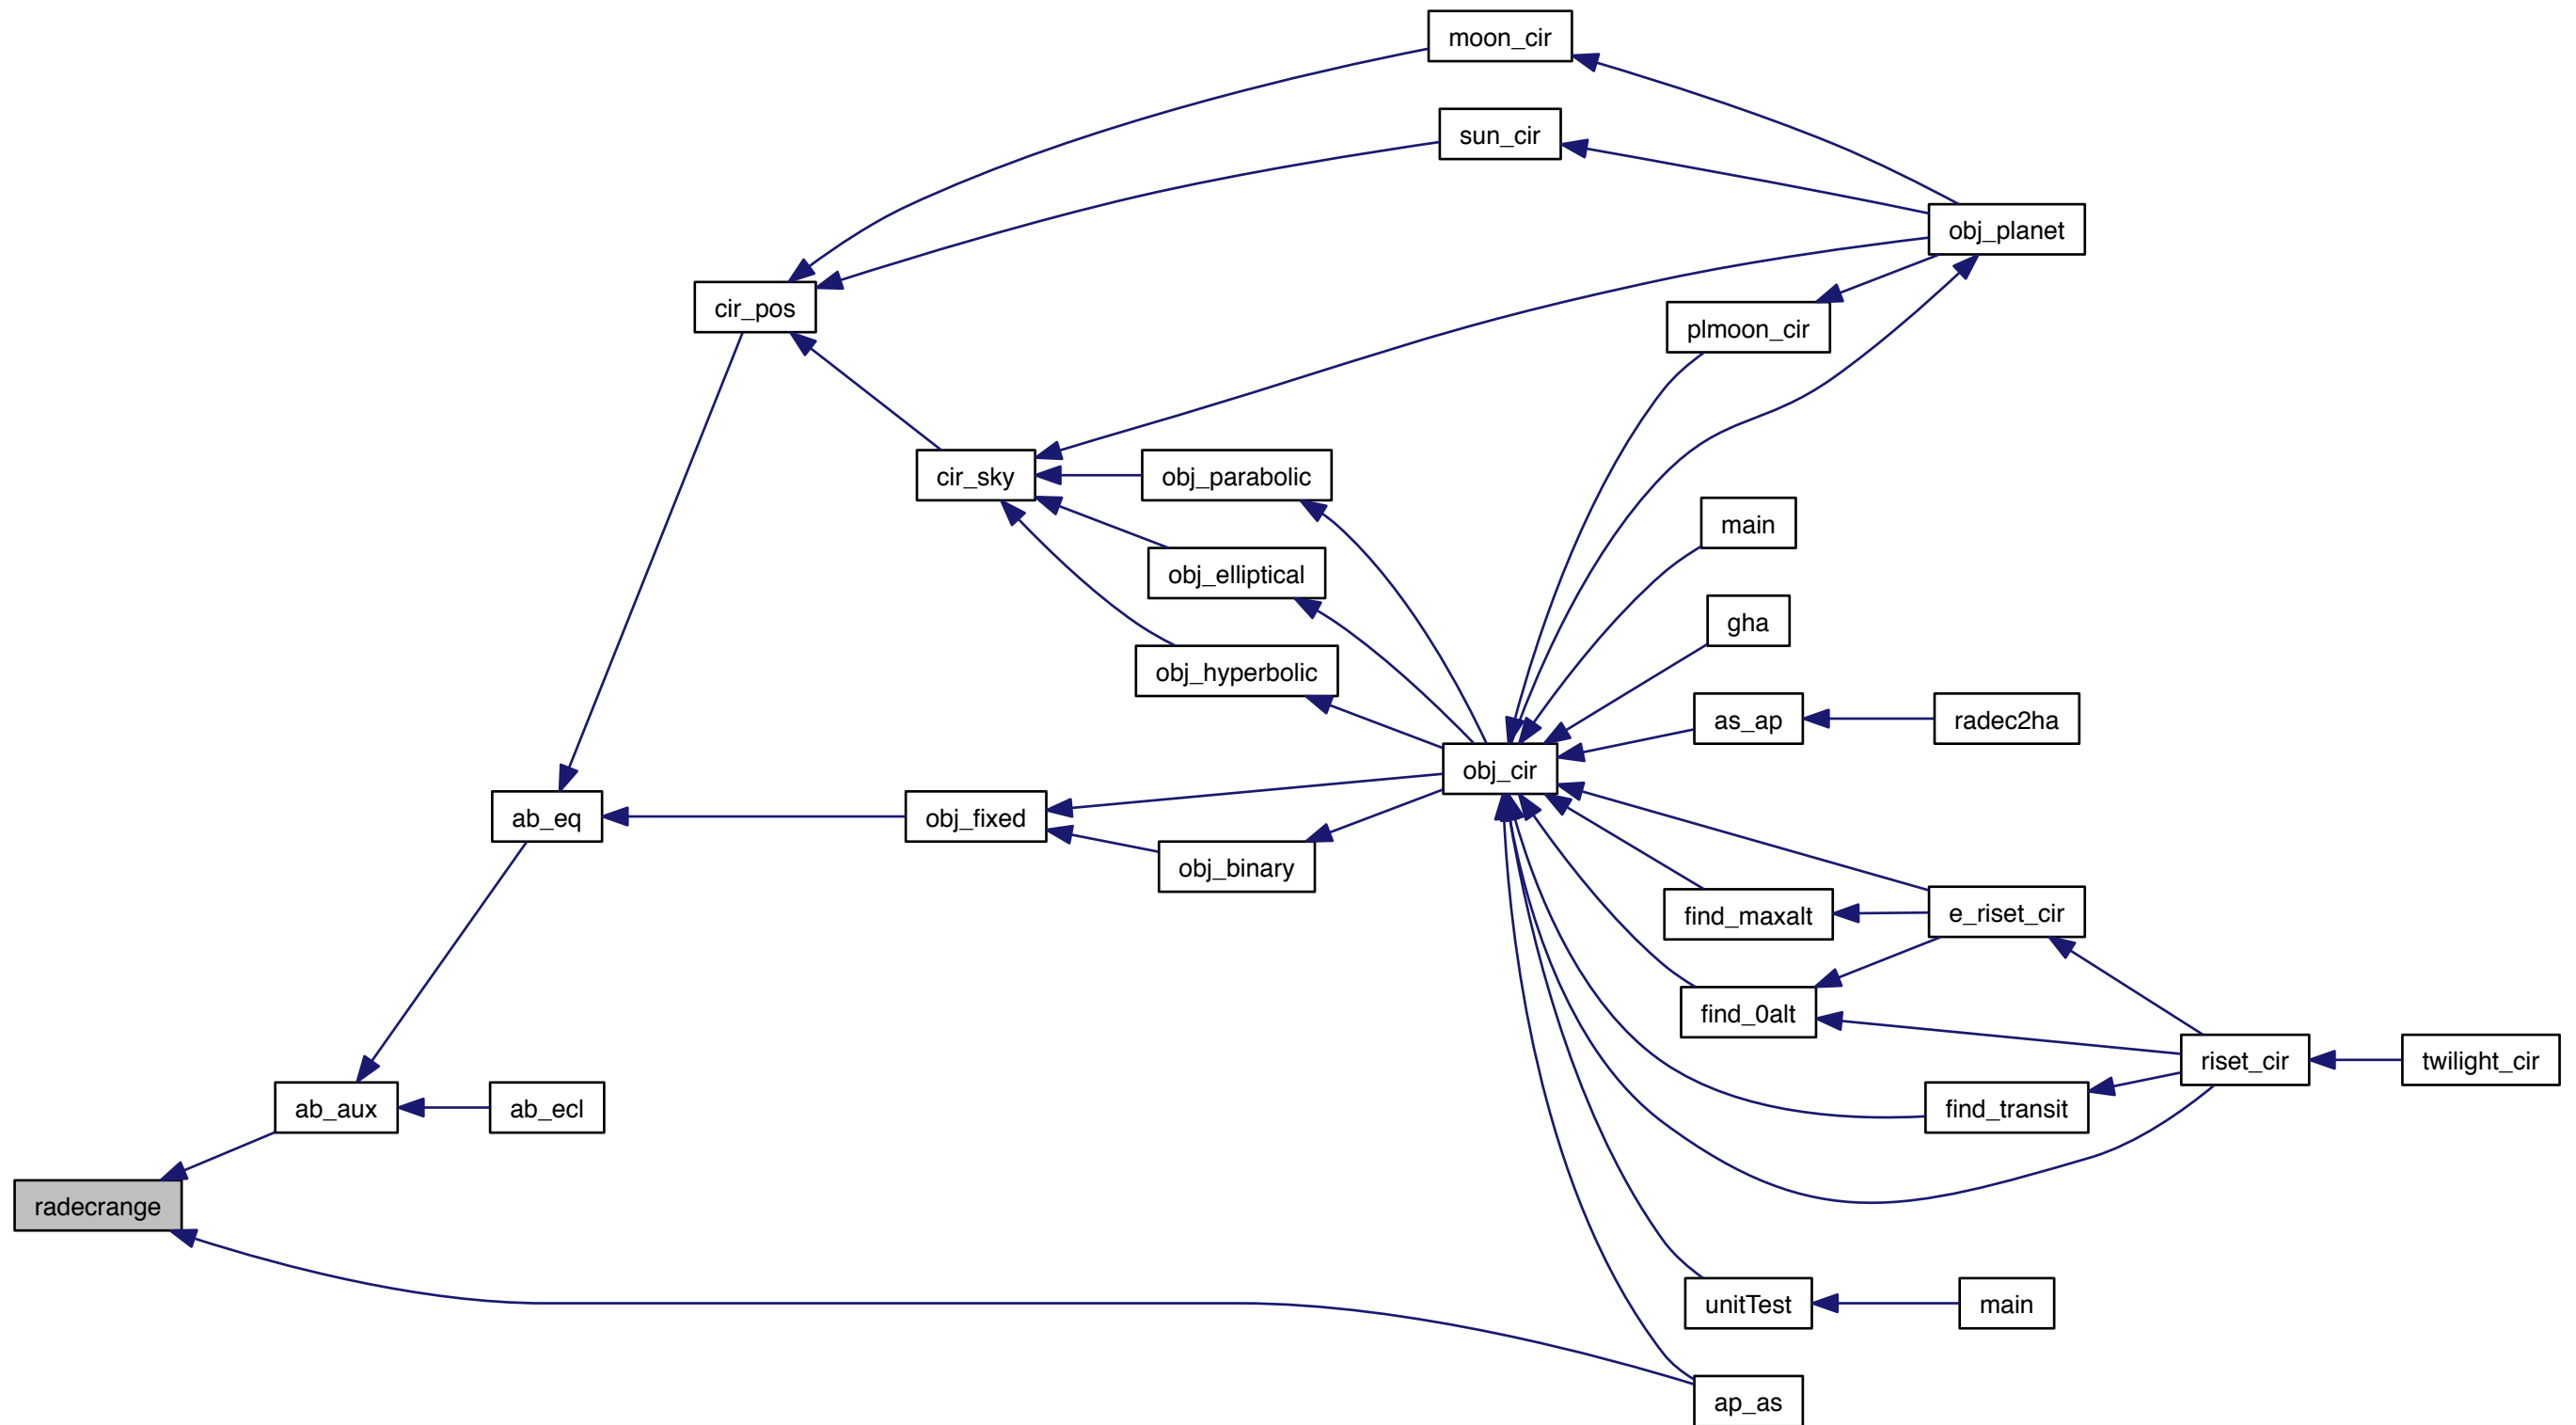 moon_cir
sun_cir
obj_planet
cir_pos
plmoon_cir
cir_sky
obj_parabolic
main
obj_elliptical
gha
obj_hyperbolic
as_ap
radec2ha
obj_cir
ab_eq
obj_fixed
obj_binary
find_maxalt
e_riset_cir
find_0alt
riset_cir
twilight_cir
ab_aux
ab_ecl
find_transit
radecrange
unitTest
main
ap_as